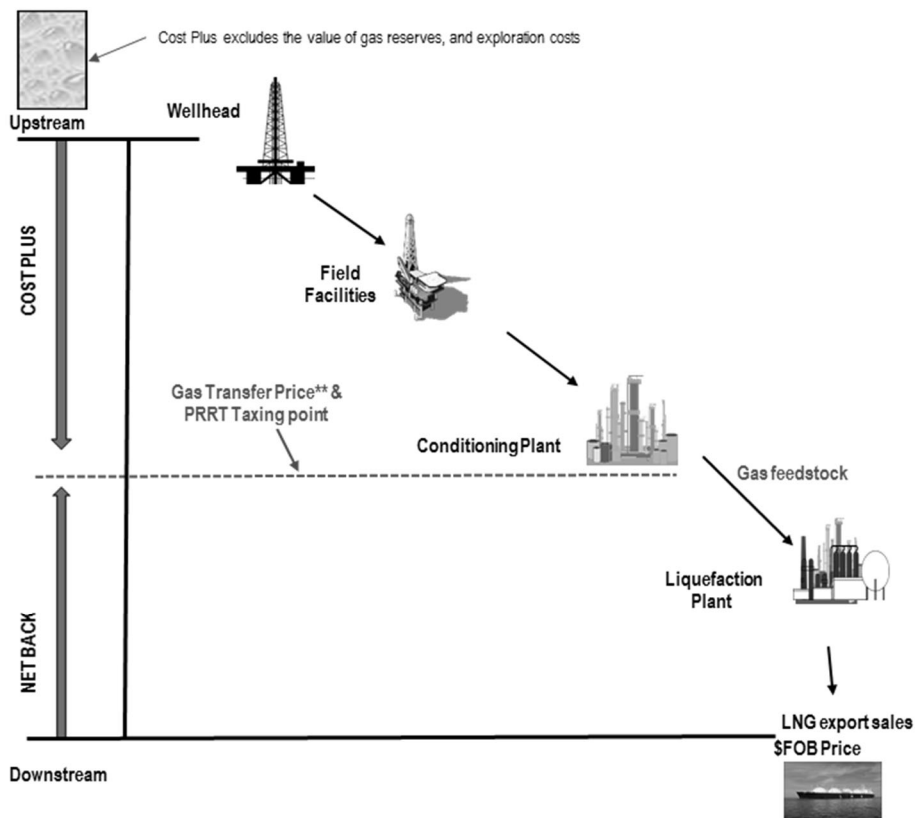 Cost Plus excludes the value of gas reserves, and exploration costs
Upstream
Wellhead
COST PLUS
Field
Facilities
Gas Transfer Price** &
PRRT Taxing point
Conditioning Plant
Gas feedstock
Liquefaction
Plant
NET BACK
LNG export sales
$FOB Price
Downstream